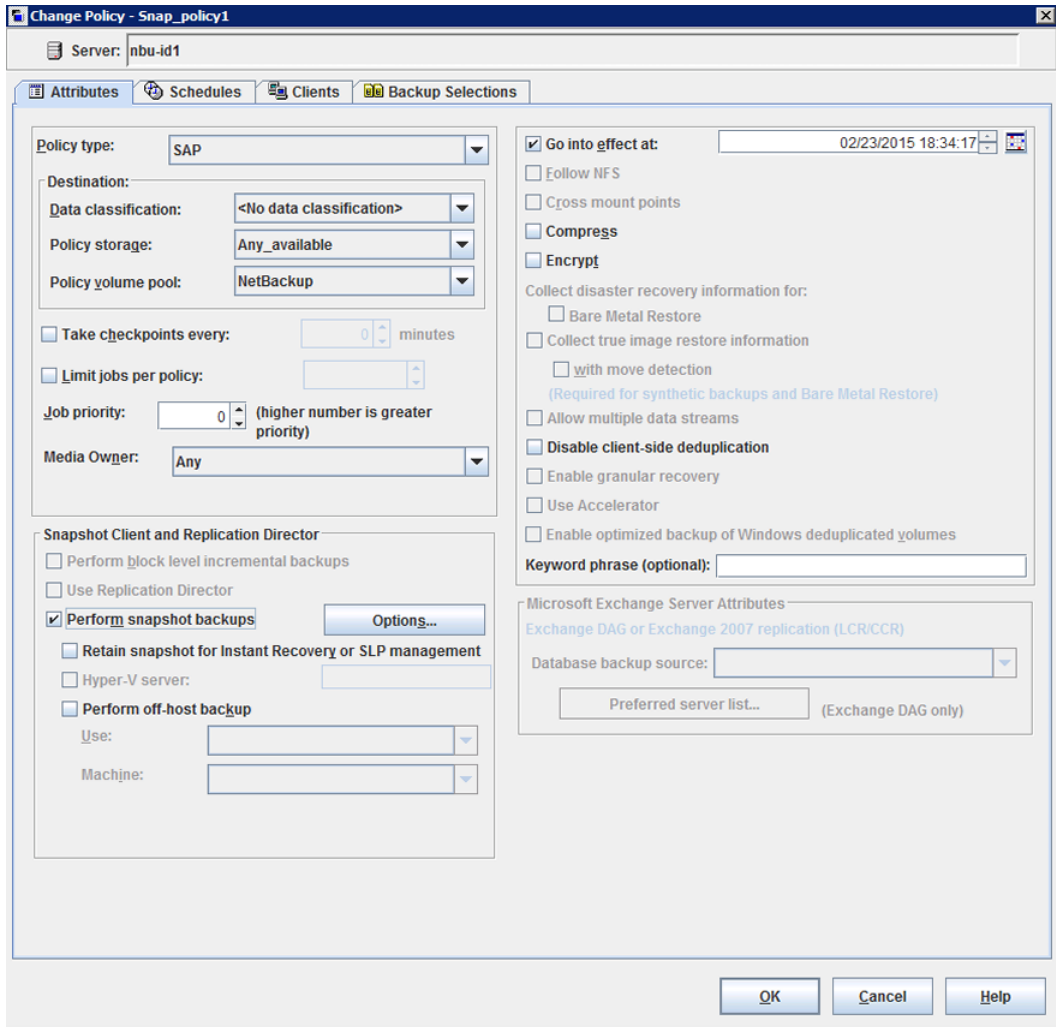 Change Policy - Snap_policy1
Server: nbu-id1
Attributes Schedules Clients Backup Selections
Policy type: SAP
Destination:
Data classification: <No data classification>
Policy storage: Any_available
Policy volume pool: NetBackup
Take checkpoints every: 0 minutes
Limit jobs per policy:
Job priority: 0 (higher number is greater
priority)
Media Owner: Any
Snapshot Client and Replication Director
Perform block level incremental backups
Use Replication Director
Perform snapshot backups Options...
Retain snapshot for Instant Recovery or SLP management
Hyper-V server:
Perform off-host backup
Use:
Machine:
Go into effect at: 02/23/2015 18:34:17
Follow NFS
Cross mount points
Compress
Encrypt
Collect disaster recovery information for:
Bare Metal Restore
Collect true image restore information
with move detection
(Required for synthetic backups and Bare Metal Restore)
Allow multiple data streams
Disable client-side deduplication
Enable granular recovery
Use Accelerator
Enable optimized backup of Windows deduplicated volumes
Keyword phrase (optional):
Microsoft Exchange Server Attributes
Exchange DAG or Exchange 2007 replication (LCR/CCR)
Database backup source:
Preferred server list... (Exchange DAG only)
OK Cancel Help